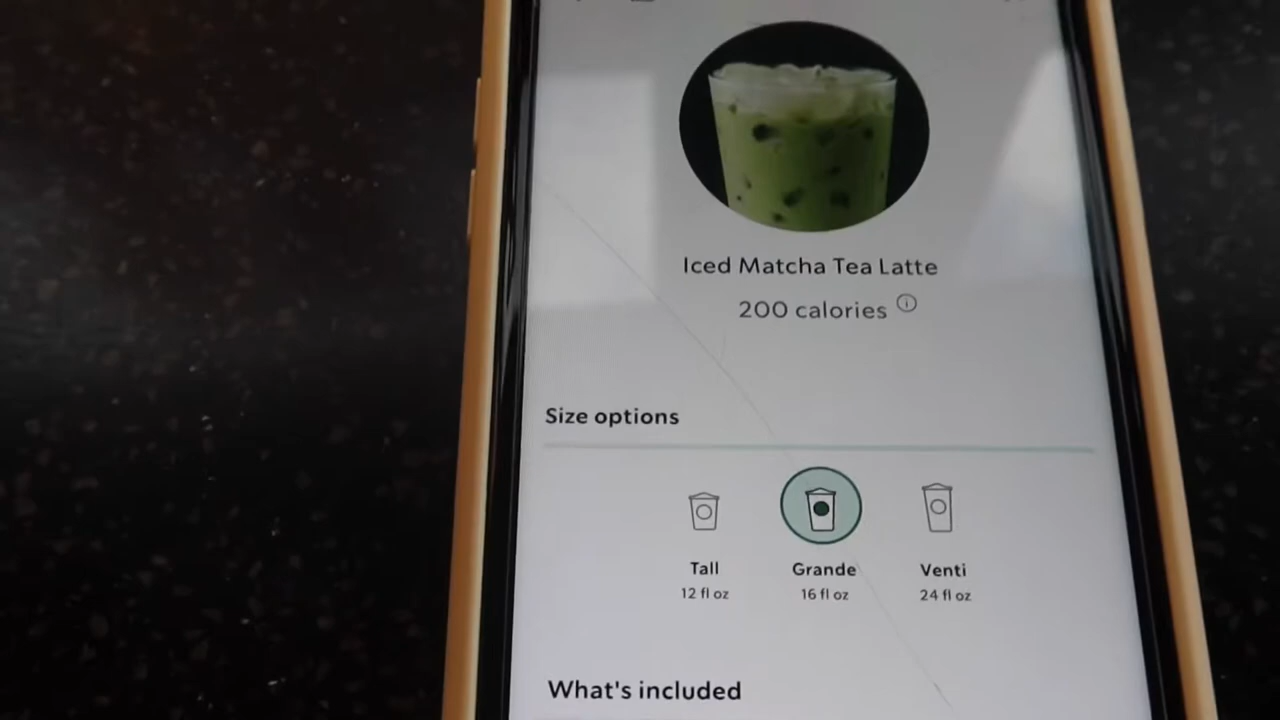 Iced Matcha Tea Latte
200 calories
Size options
Tall
Grande
Venti
12 fl oz
16 fl oz
24 fl oz
What's included